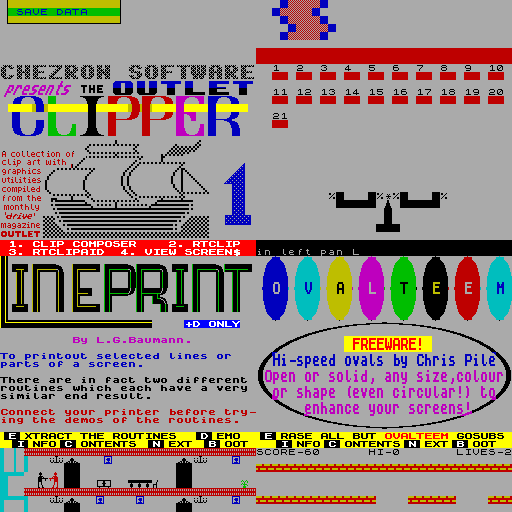 SAVE DATA
CHEZRON SOFTWARE
presents THE OUTLET
CLIPPER
A collection of
clip art with
graphics
utilities
compiled
from the
monthly
'drive'
magazine
OUTLET
1
1. CLIP COMPOSER 2. RTCLIP
3. RTCLIPAID 4. VIEW SCREEN$
1 2 3 4 5 6 7 8 9 10
11 12 13 14 15 16 17 18 19 20
21
%*%
in left pan L
LINEPRINT
+D ONLY
By L.G.Baumann.
To printout selected lines or
parts of a screen.
There are in fact two different
routines which each have a very
similar end result.
Connect your printer before try-
ing the demos of the routines.
EXTRACT THE ROUTINES DEMO
INFO CONTENTS NEXT BOOT
OVALTEEM
FREEWARE!
Hi-speed ovals by Chris Pile
Open or solid, any size,colour
or shape (even circular!) to
enhance your screens!
ERASE ALL BUT OVALTEEM GOSUBS
INFO CONTENTS NEXT BOOT
SCORE-60 HI-0 LIVES-2